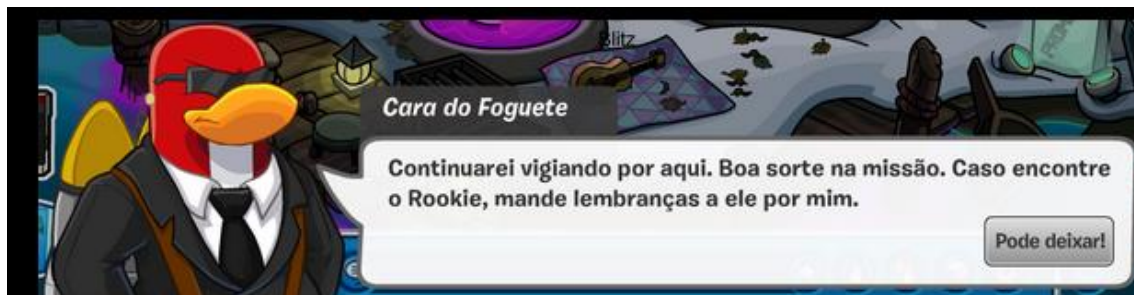 Blitz
Cara do Foguete
Continuarei vigiando por aqui. Boa sorte na missão. Caso encontre
o Rookie, mande lembranças a ele por mim.
Pode deixar!